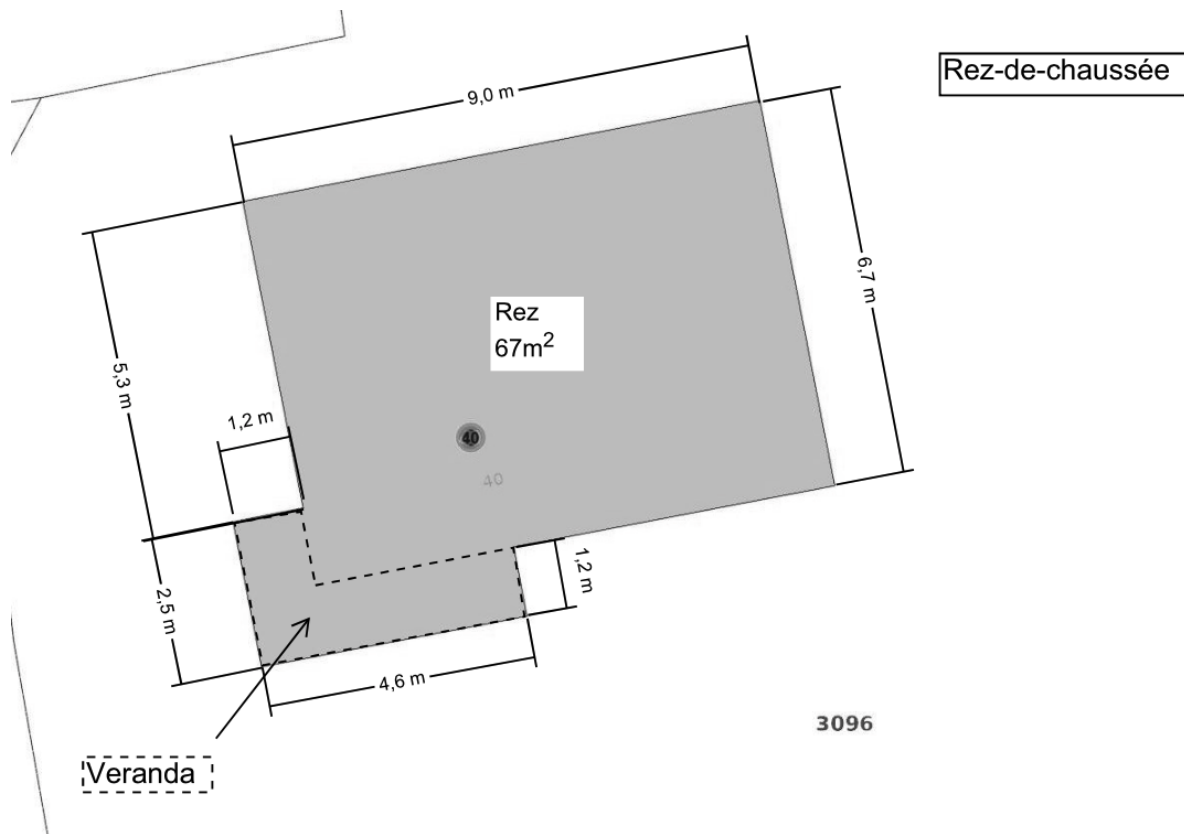 Rez-de-chaussée
9,0 m
6,7 m
Rez
67m²
5,3 m
1,2 m
40
40
1,2 m
2,5 m
4,6 m
3096
Veranda